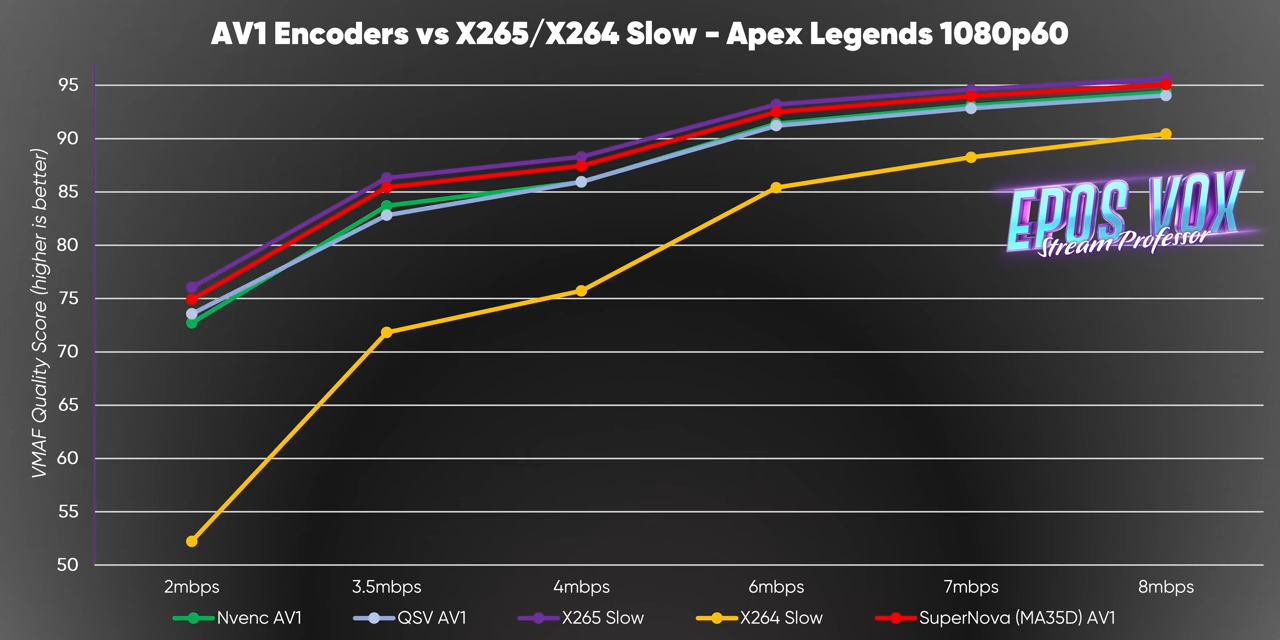 AV1 Encoders vs X265/X264 Slow - Apex Legends 1080p60
VMAF Quality Score (higher is better)
95
90
85
80
75
70
65
60
55
50
EPOS VOX
Stream Professor
2mbps 3.5mbps 4mbps 6mbps 7mbps 8mbps
Nvenc AV1 QSV AV1 X265 Slow X264 Slow SuperNova (MA35D) AV1